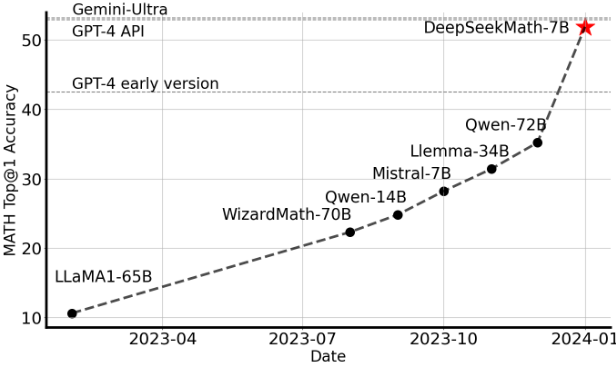 Gemini-Ultra
GPT-4 API
DeepSeekMath-7B
GPT-4 early version
Qwen-72B
Llemma-34B
Mistral-7B
Qwen-14B
WizardMath-70B
LLaMA1-65B
MATH Top@1 Accuracy
50
40
30
20
10
2023-04 2023-07 2023-10 2024-01
Date